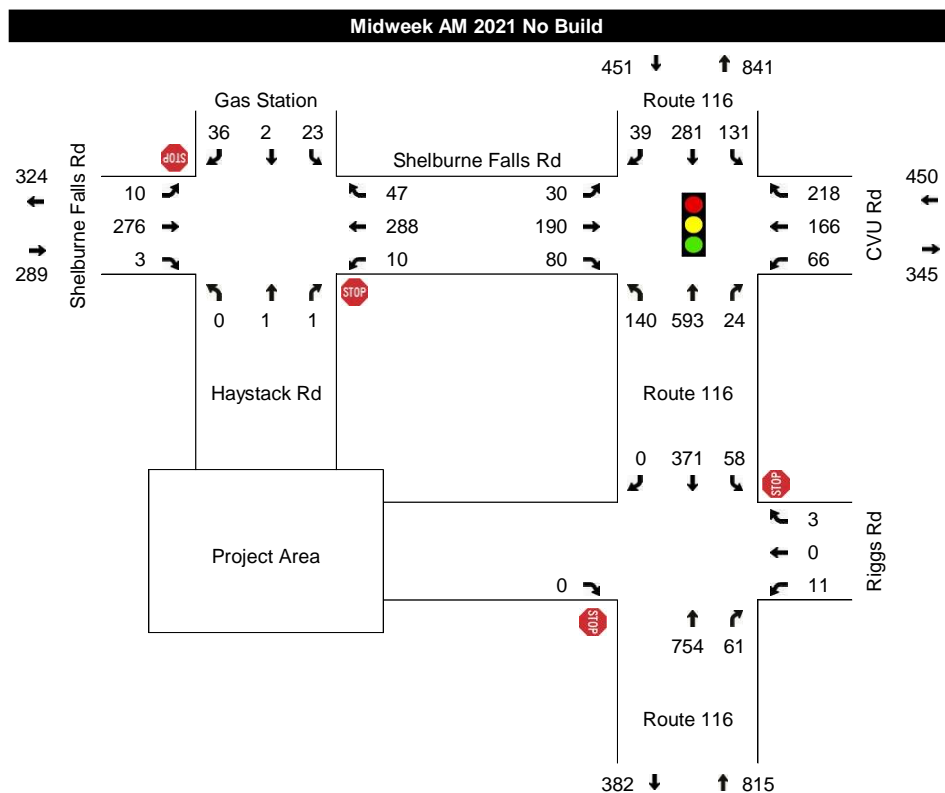 Midweek AM 2021 No Build
451 841
Gas Station Route 116
36 2 23 39 281 131
STOP
Shelburne Falls Rd
324 450
10 47 30 218
276 288 190 166
3 10 80 66
289 345
Shelburne Falls Rd
CVU Rd
STOP
0 1 1 140 593 24
Haystack Rd Route 116
0 371 58
STOP
3
Project Area 0
0 11
Riggs Rd
STOP
754 61
Route 116
382 815